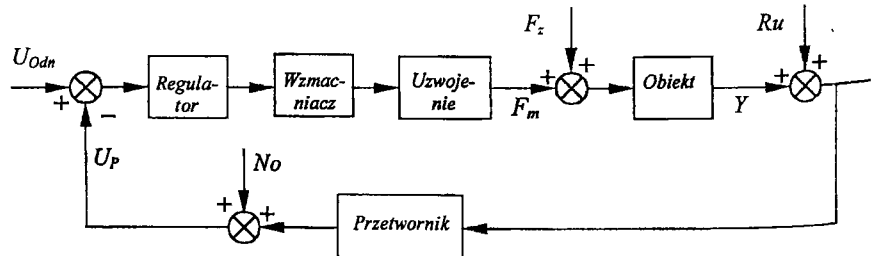 U_Odn
+
−
Regula-
tor
Wzmac-
niacz
Uzwoje-
nie
F_m
F_z
+
+
Obiekt
Y
Ru
+
+
U_P
No
+
+
Przetwornik